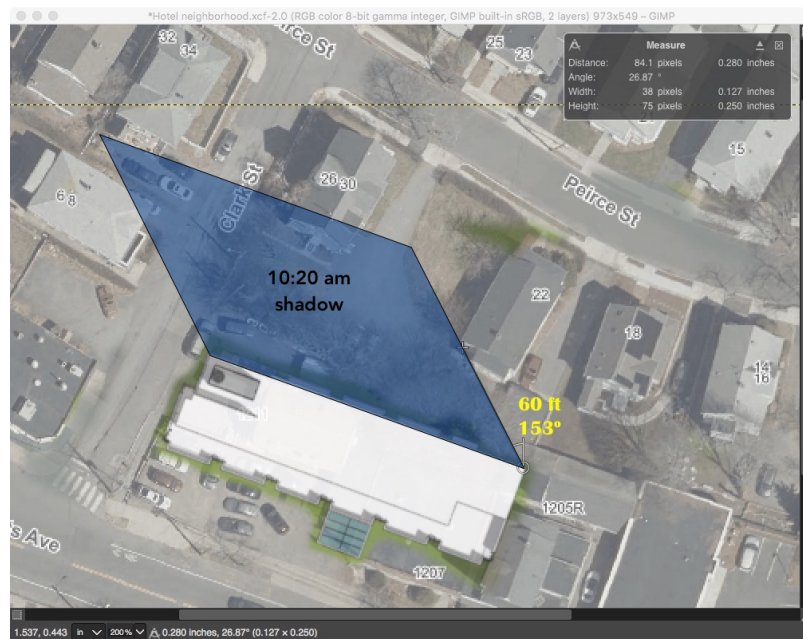 *Hotel neighborhood.xcf-2.0 (RGB color 8-bit gamma integer, GIMP built-in sRGB, 2 layers) 973x549 – GIMP
Measure
Distance: 84.1 pixels 0.280 inches
Angle: 26.87 °
Width: 38 pixels 0.127 inches
Height: 75 pixels 0.250 inches
32
34
rce St
25
23
15
6 8
Clark St
26 30
Peirce St
10:20 am
shadow
22
18
14
16
60 ft
153º
1205R
s Ave
1207
1.537, 0.443 in 200% 0.280 inches, 26.87° (0.127 × 0.250)